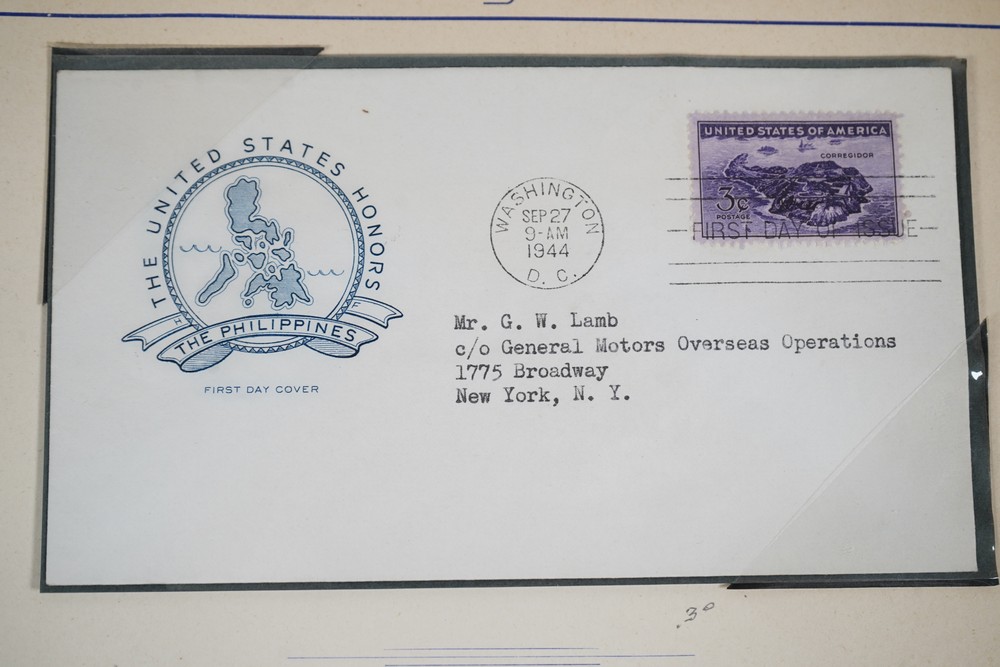 THE UNITED STATES HONORS
THE PHILIPPINES
H F
FIRST DAY COVER
WASHINGTON
SEP 27
9-AM
1944
D. C.
UNITED STATES OF AMERICA
CORREGIDOR
3¢
POSTAGE
FIRST DAY OF ISSUE
Mr. G. W. Lamb
c/o General Motors Overseas Operations
1775 Broadway
New York, N. Y.
.30